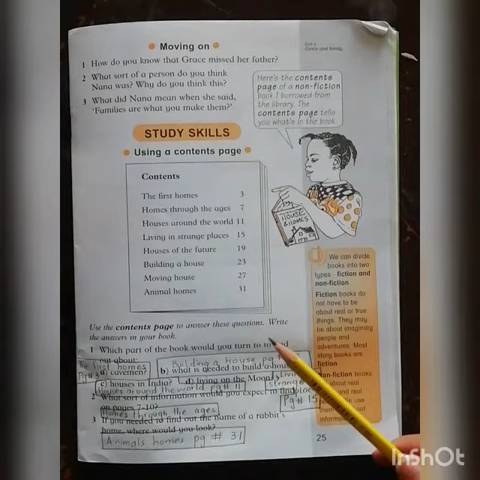 Moving on
Unit 3
Grace and family
1 How do you know that Grace missed her father?
2 What sort of a person do you think
Nana was? Why do you think this?
3 What did Nana mean when she said,
'Families are what you make them?'
Here's the contents
page of a non-fiction
book I borrowed from
the library. The
contents page tells
you what's in the book.
STUDY SKILLS
Using a contents page
Contents
The first homes 3
Homes through the ages 7
Houses around the world 11
Living in strange places 15
Houses of the future 19
Building a house 23
Moving house 27
Animal homes 31
HOUSES
& HOMES
We can divide
books into two
types - fiction and
non-fiction.
Fiction books do
not have to be
about real or true
things. They may
be about imaginary
people and
adventures. Most
story books are
fiction
Non-fiction books
Use the contents page to answer these questions. Write
the answers in your book.
1 Which part of the book would you turn to to find
out about:
first homes
Building a house
a) cavemen b) what is needed to build a house
c) houses in India? d) living on the Moon?
Houses around the world pg # 11
strange
Pg # 15
2 What sort of information would you expect to find
on pages 7-10?
Homes through the ages
3 If you needed to find out the name of a rabbit's
home, where would you look?
Animals homes pg # 31
25
InShOt